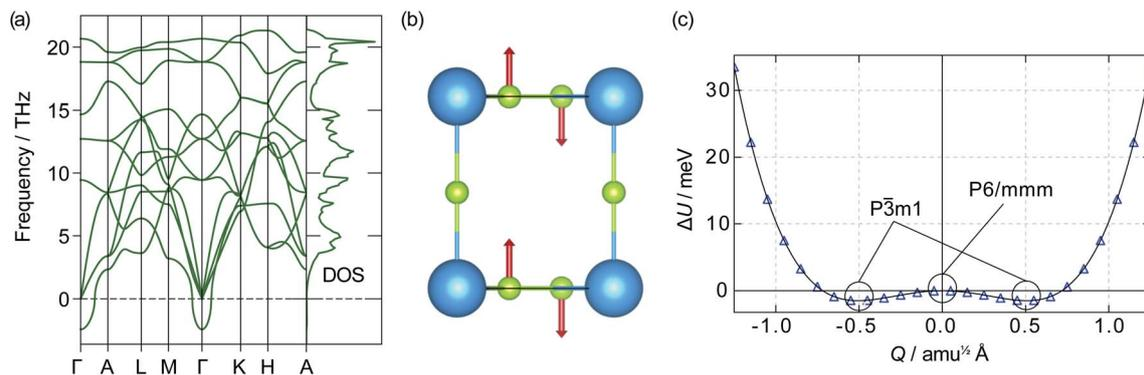 (a)
Frequency / THz
20
15
10
5
0
DOS
Γ A L M Γ K H A
(b)
(c)
ΔU / meV
30
20
10
0
P3̅m1
P6/mmm
-1.0 -0.5 0.0 0.5 1.0
Q / amu½ Å